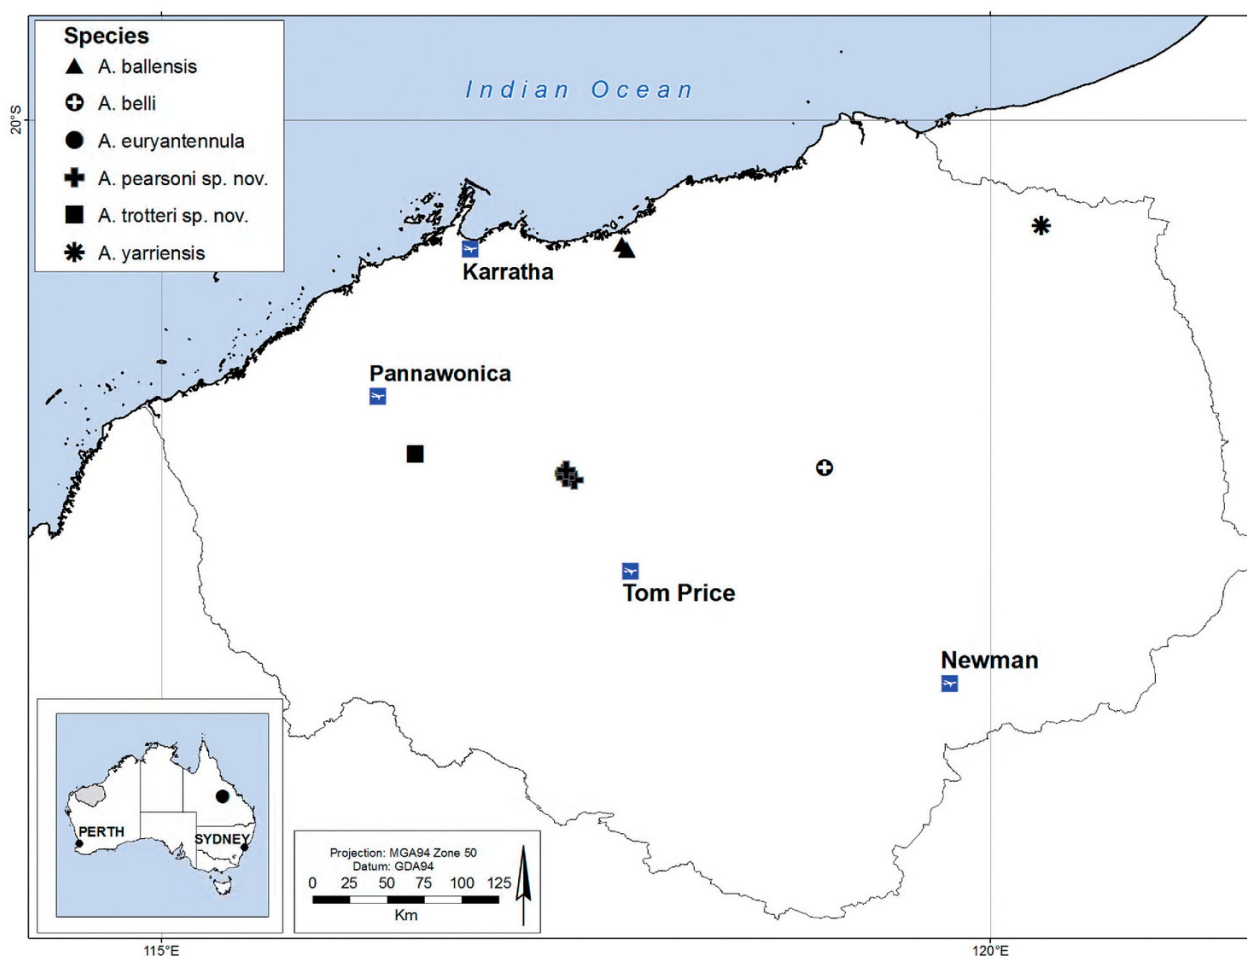 Species
A. ballensis
A. belli
A. euryantennula
A. pearsoni sp. nov.
A. trotteri sp. nov.
A. yarriensis
Indian Ocean
20°S
Karratha
Pannawonica
Tom Price
Newman
PERTH
SYDNEY
Projection: MGA94 Zone 50
Datum: GDA94
0 25 50 75 100 125
Km
115°E
120°E